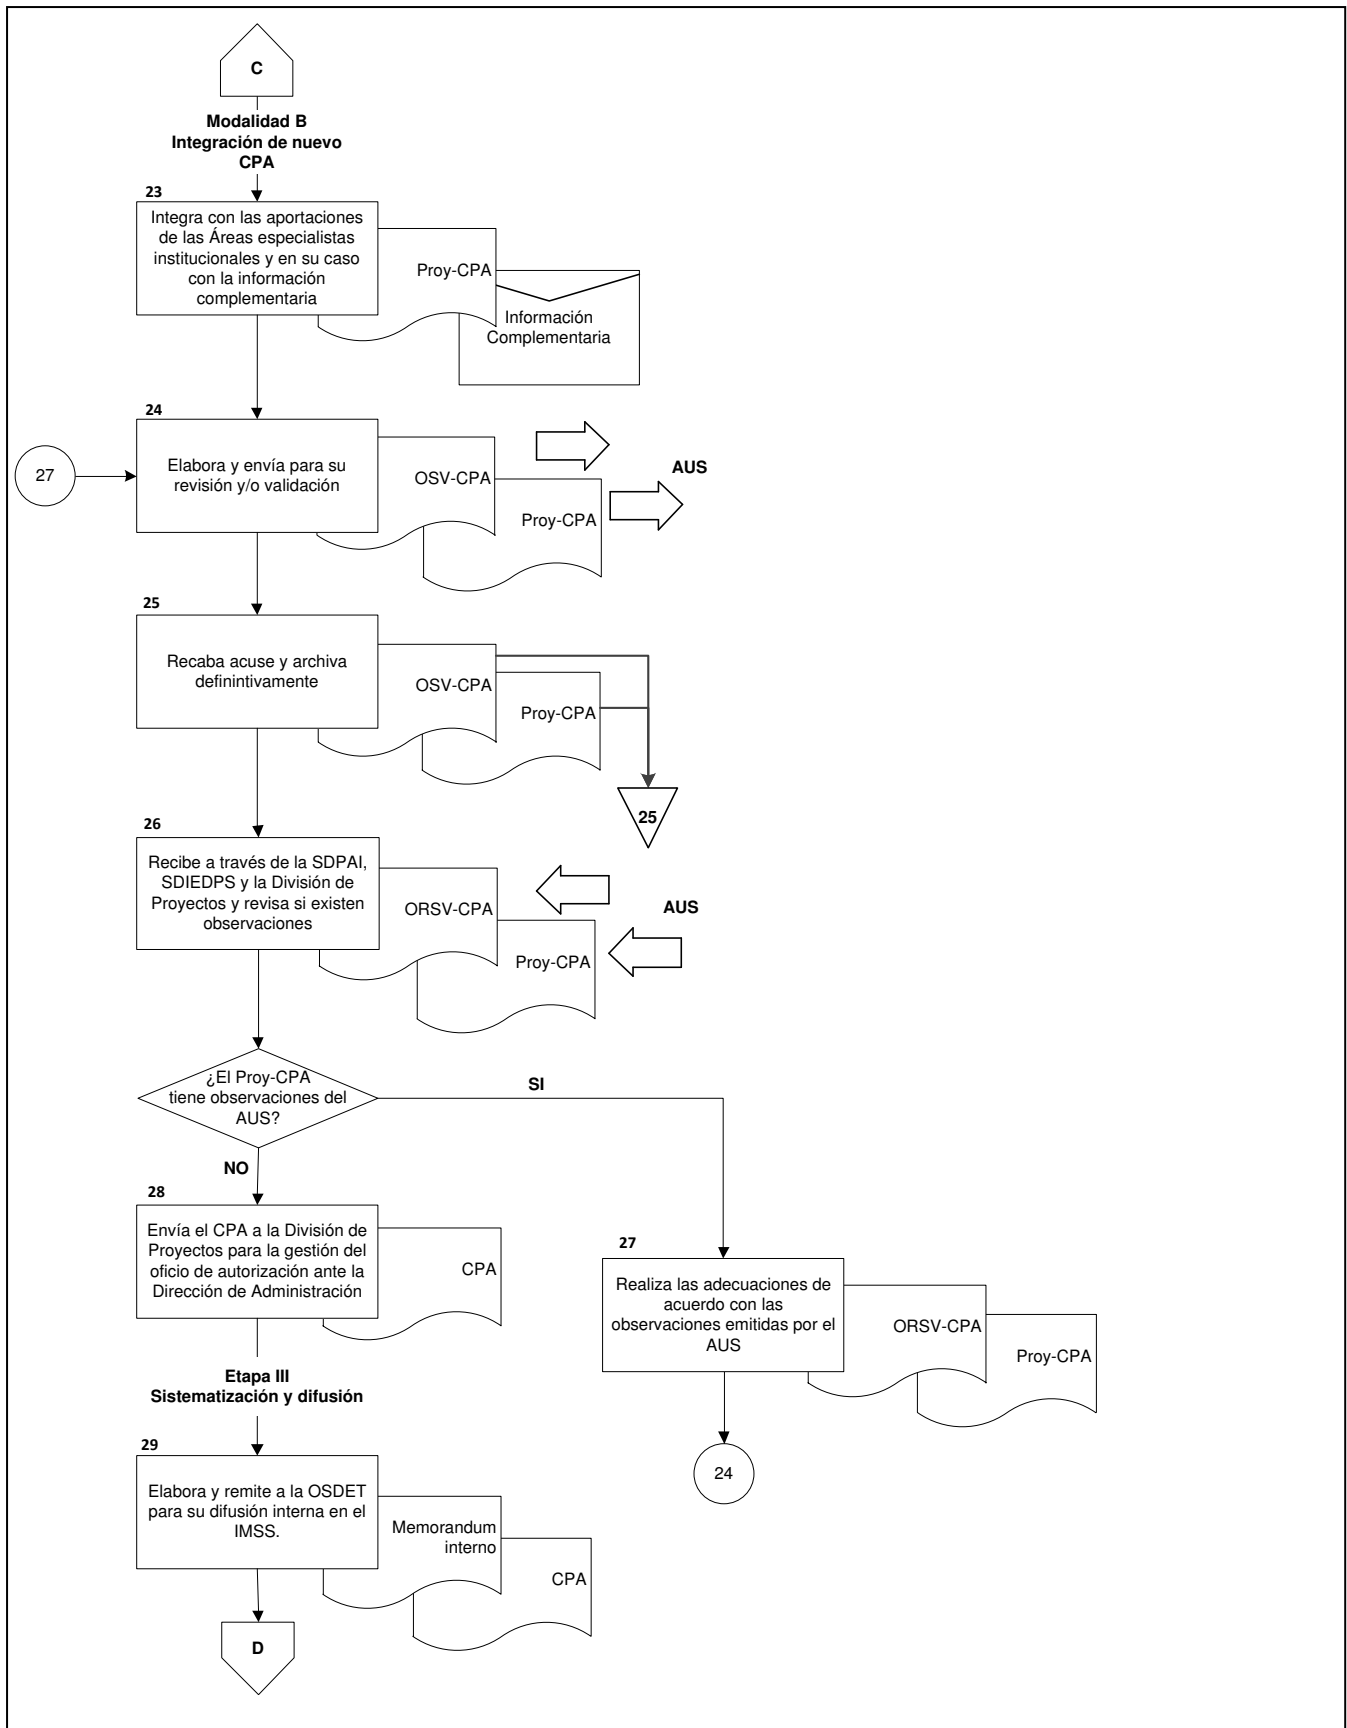 C
Modalidad B
Integración de nuevo
CPA
23
Integra con las aportaciones
de las Áreas especialistas
institucionales y en su caso
con la información
complementaria
Proy-CPA
Información
Complementaria
24
27
Elabora y envía para su
revisión y/o validación
OSV-CPA
Proy-CPA
AUS
25
Recaba acuse y archiva
definintivamente
OSV-CPA
Proy-CPA
25
26
Recibe a través de la SDPAI,
SDIEDPS y la División de
Proyectos y revisa si existen
observaciones
ORSV-CPA
Proy-CPA
AUS
¿El Proy-CPA
tiene observaciones del
AUS?
SI
NO
28
Envía el CPA a la División de
Proyectos para la gestión del
oficio de autorización ante la
Dirección de Administración
CPA
27
Realiza las adecuaciones de
acuerdo con las
observaciones emitidas por el
AUS
ORSV-CPA
Proy-CPA
24
Etapa III
Sistematización y difusión
29
Elabora y remite a la OSDET
para su difusión interna en el
IMSS.
Memorandum
interno
CPA
D